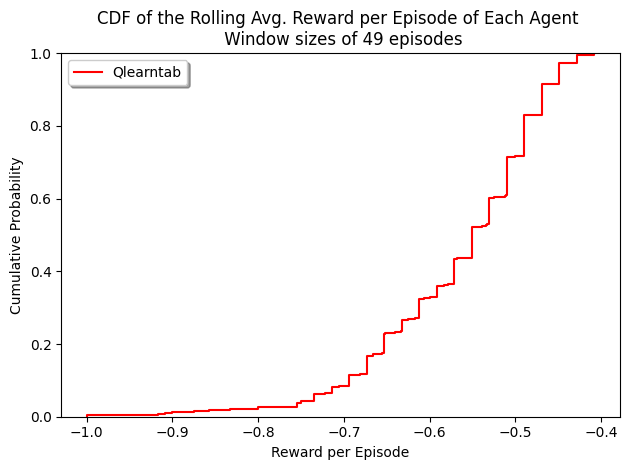 CDF of the Rolling Avg. Reward per Episode of Each Agent
Window sizes of 49 episodes
Qlearntab
Cumulative Probability
1.0
0.8
0.6
0.4
0.2
0.0
−1.0 −0.9 −0.8 −0.7 −0.6 −0.5 −0.4
Reward per Episode